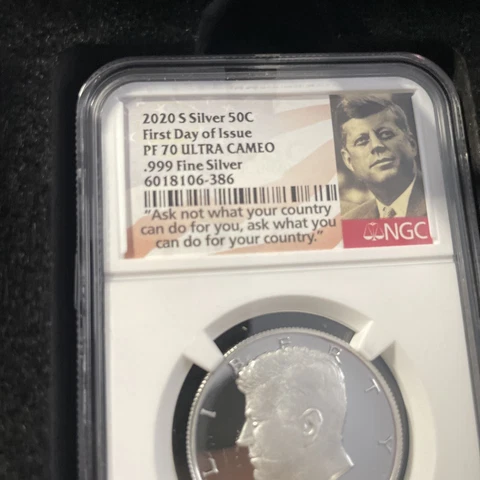 2020 S Silver 50C
First Day of Issue
PF 70 ULTRA CAMEO
.999 Fine Silver
6018106-386
"Ask not what your country
can do for you, ask what you
can do for your country."
NGC
LIBERTY